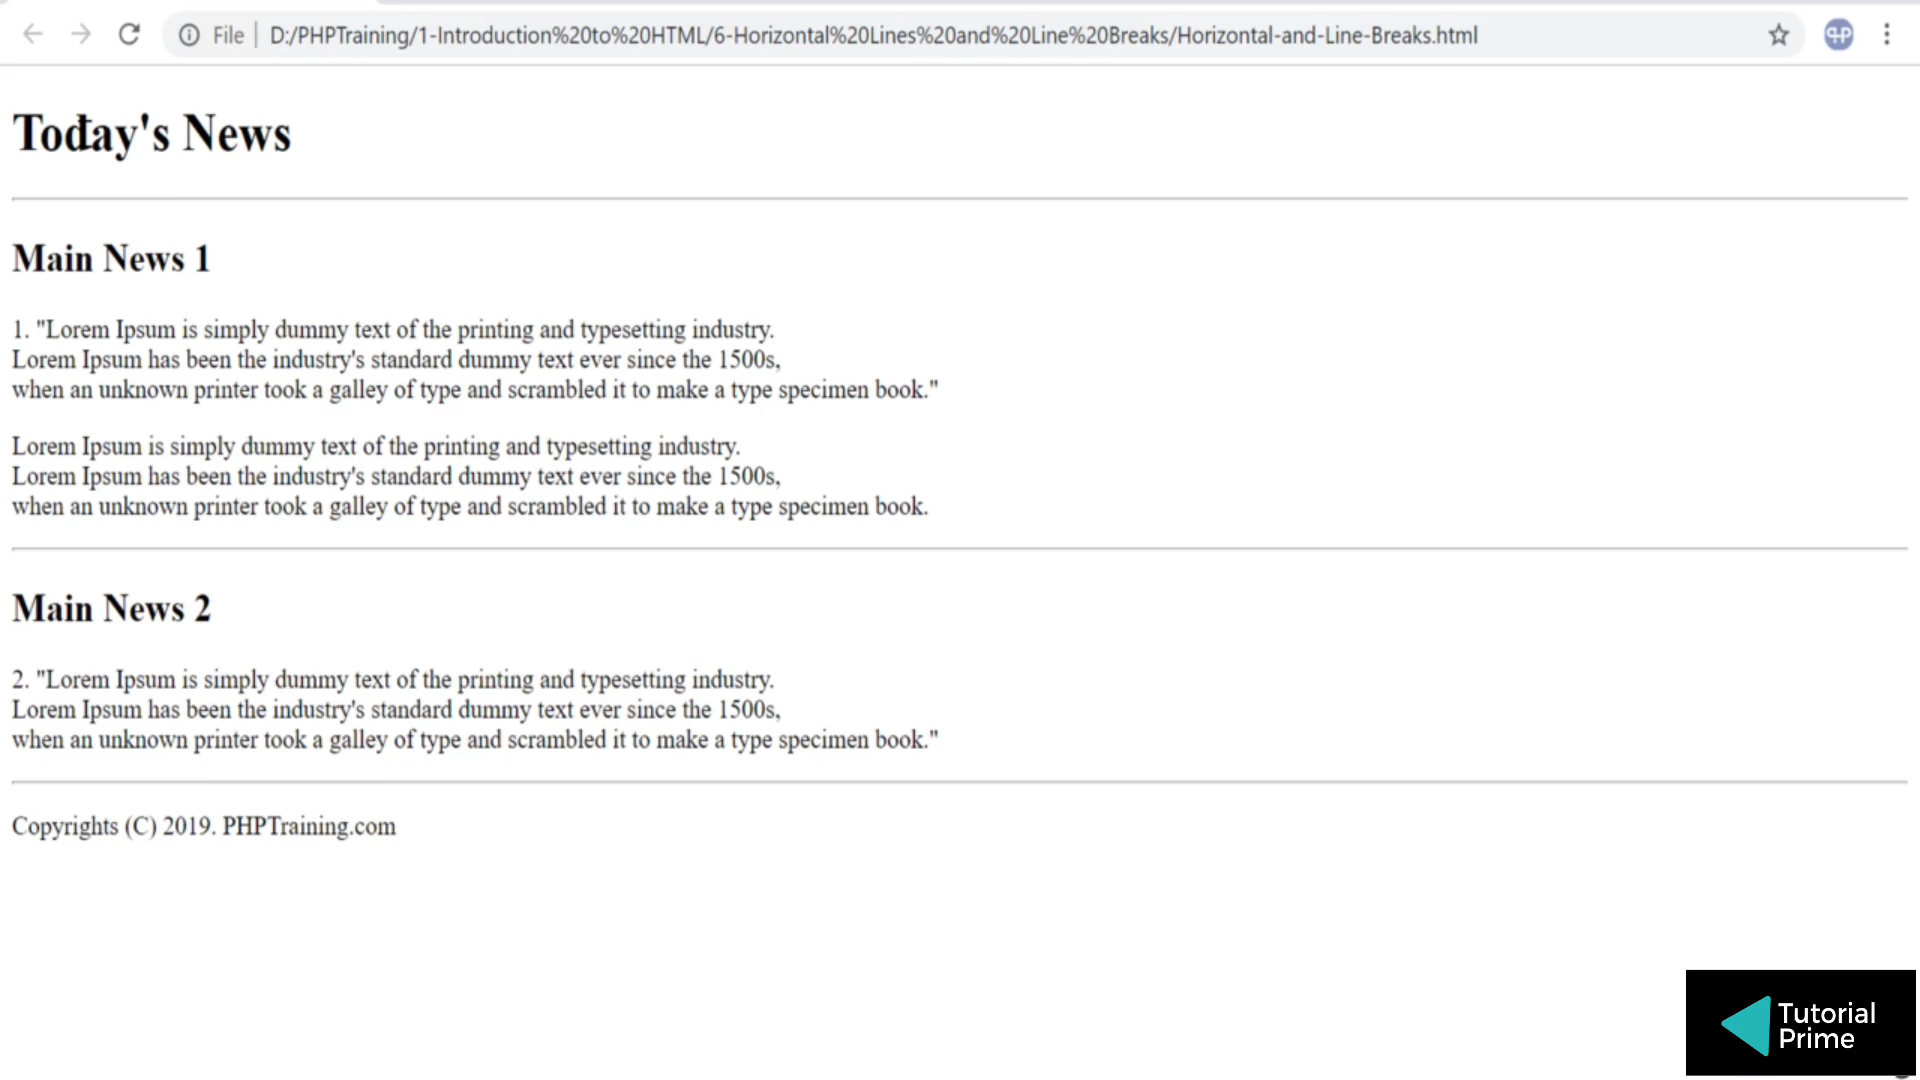 File
D:/PHPTraining/1-Introduction%20to%20HTML/6-Horizontal%20Lines%20and%20Line%20Breaks/Horizontal-and-Line-Breaks.html
Today's News
Main News 1
1. "Lorem Ipsum is simply dummy text of the printing and typesetting industry.
Lorem Ipsum has been the industry's standard dummy text ever since the 1500s,
when an unknown printer took a galley of type and scrambled it to make a type specimen book."
Lorem Ipsum is simply dummy text of the printing and typesetting industry.
Lorem Ipsum has been the industry's standard dummy text ever since the 1500s,
when an unknown printer took a galley of type and scrambled it to make a type specimen book.
Main News 2
2. "Lorem Ipsum is simply dummy text of the printing and typesetting industry.
Lorem Ipsum has been the industry's standard dummy text ever since the 1500s,
when an unknown printer took a galley of type and scrambled it to make a type specimen book."
Copyrights (C) 2019. PHPTraining.com
Tutorial
Prime